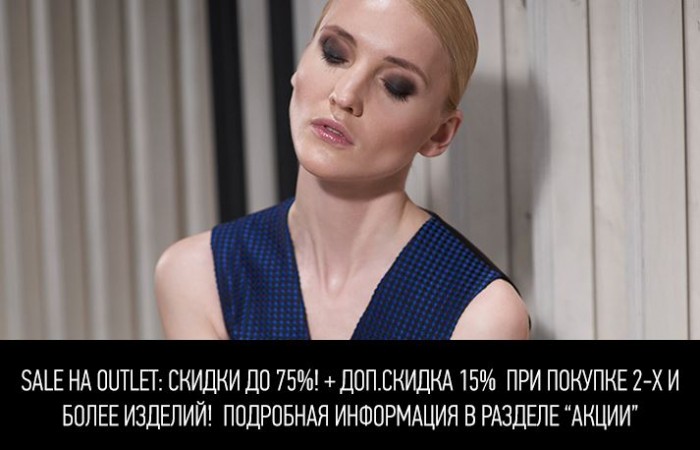 SALE НА OUTLET: СКИДКИ ДО 75%! + ДОП.СКИДКА 15% ПРИ ПОКУПКЕ 2-Х И
БОЛЕЕ ИЗДЕЛИЙ! ПОДРОБНАЯ ИНФОРМАЦИЯ В РАЗДЕЛЕ “АКЦИИ”